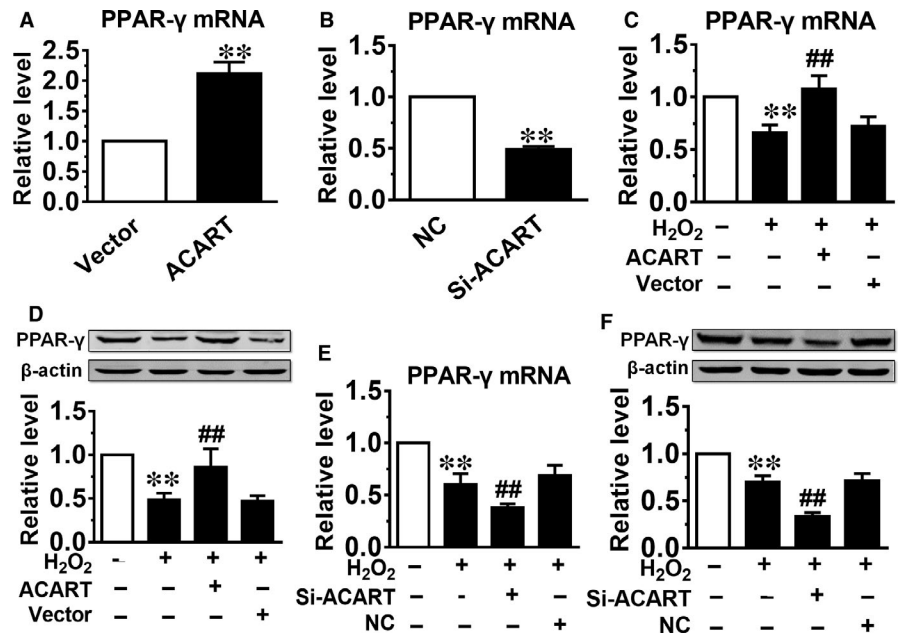 A
PPAR-γ mRNA
Relative level
2.5
2.0
1.5
1.0
0.5
0.0
**
Vector
ACART
B
PPAR-γ mRNA
Relative level
1.5
1.0
0.5
0.0
**
NC
Si-ACART
C
PPAR-γ mRNA
Relative level
1.5
1.0
0.5
0.0
**
##
H₂O₂ – + + +
ACART – – + –
Vector – – – +
D
PPAR-γ
β-actin
Relative level
1.5
1.0
0.5
0.0
**
##
H₂O₂ - + + +
ACART – – + –
Vector – – – +
E
PPAR-γ mRNA
Relative level
1.5
1.0
0.5
0.0
**
##
H₂O₂ – + + +
Si-ACART – - + –
NC – – – +
F
PPAR-γ
β-actin
Relative level
1.5
1.0
0.5
0.0
**
##
H₂O₂ – + + +
Si-ACART – – + –
NC – – – +